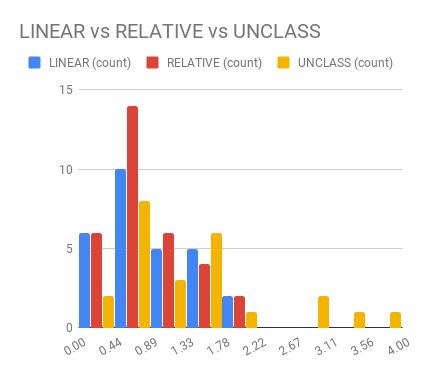 LINEAR vs RELATIVE vs UNCLASS
LINEAR (count) RELATIVE (count) UNCLASS (count)
15
10
5
0
0.00 0.44 0.89 1.33 1.78 2.22 2.67 3.11 3.56 4.00